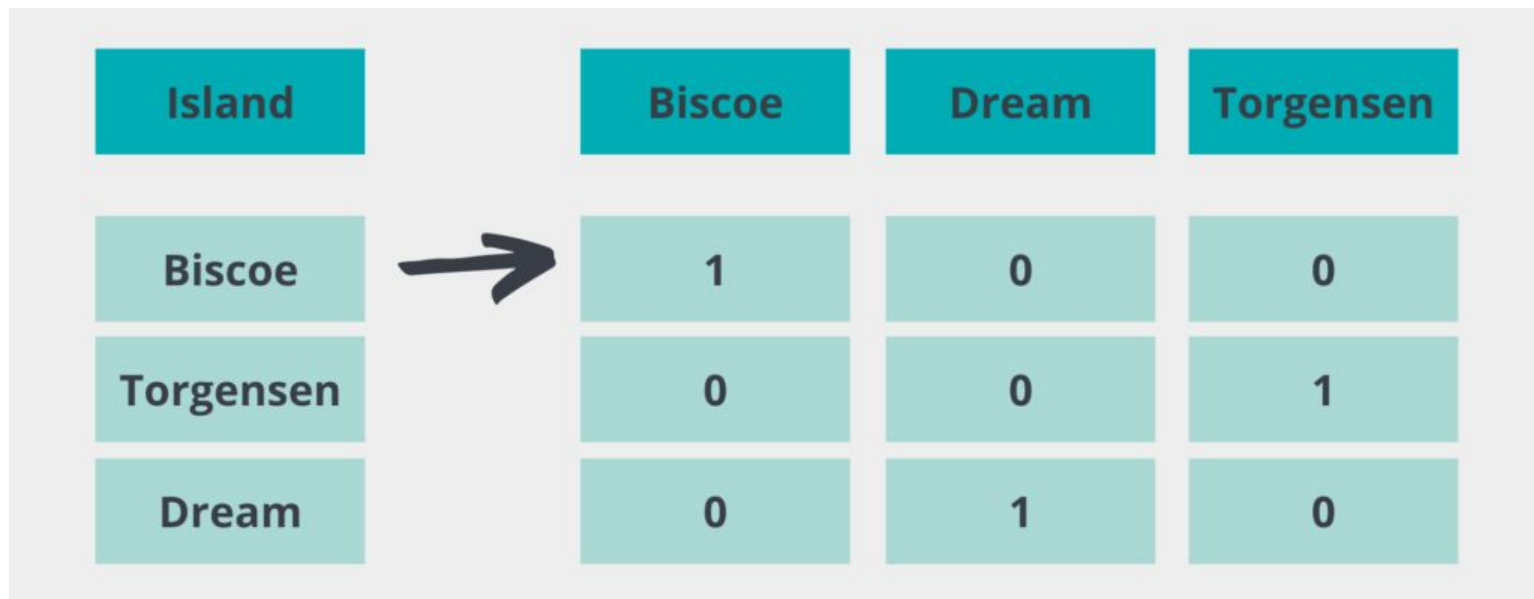 Island Biscoe Dream Torgensen
Biscoe 1 0 0
Torgensen 0 0 1
Dream 0 1 0